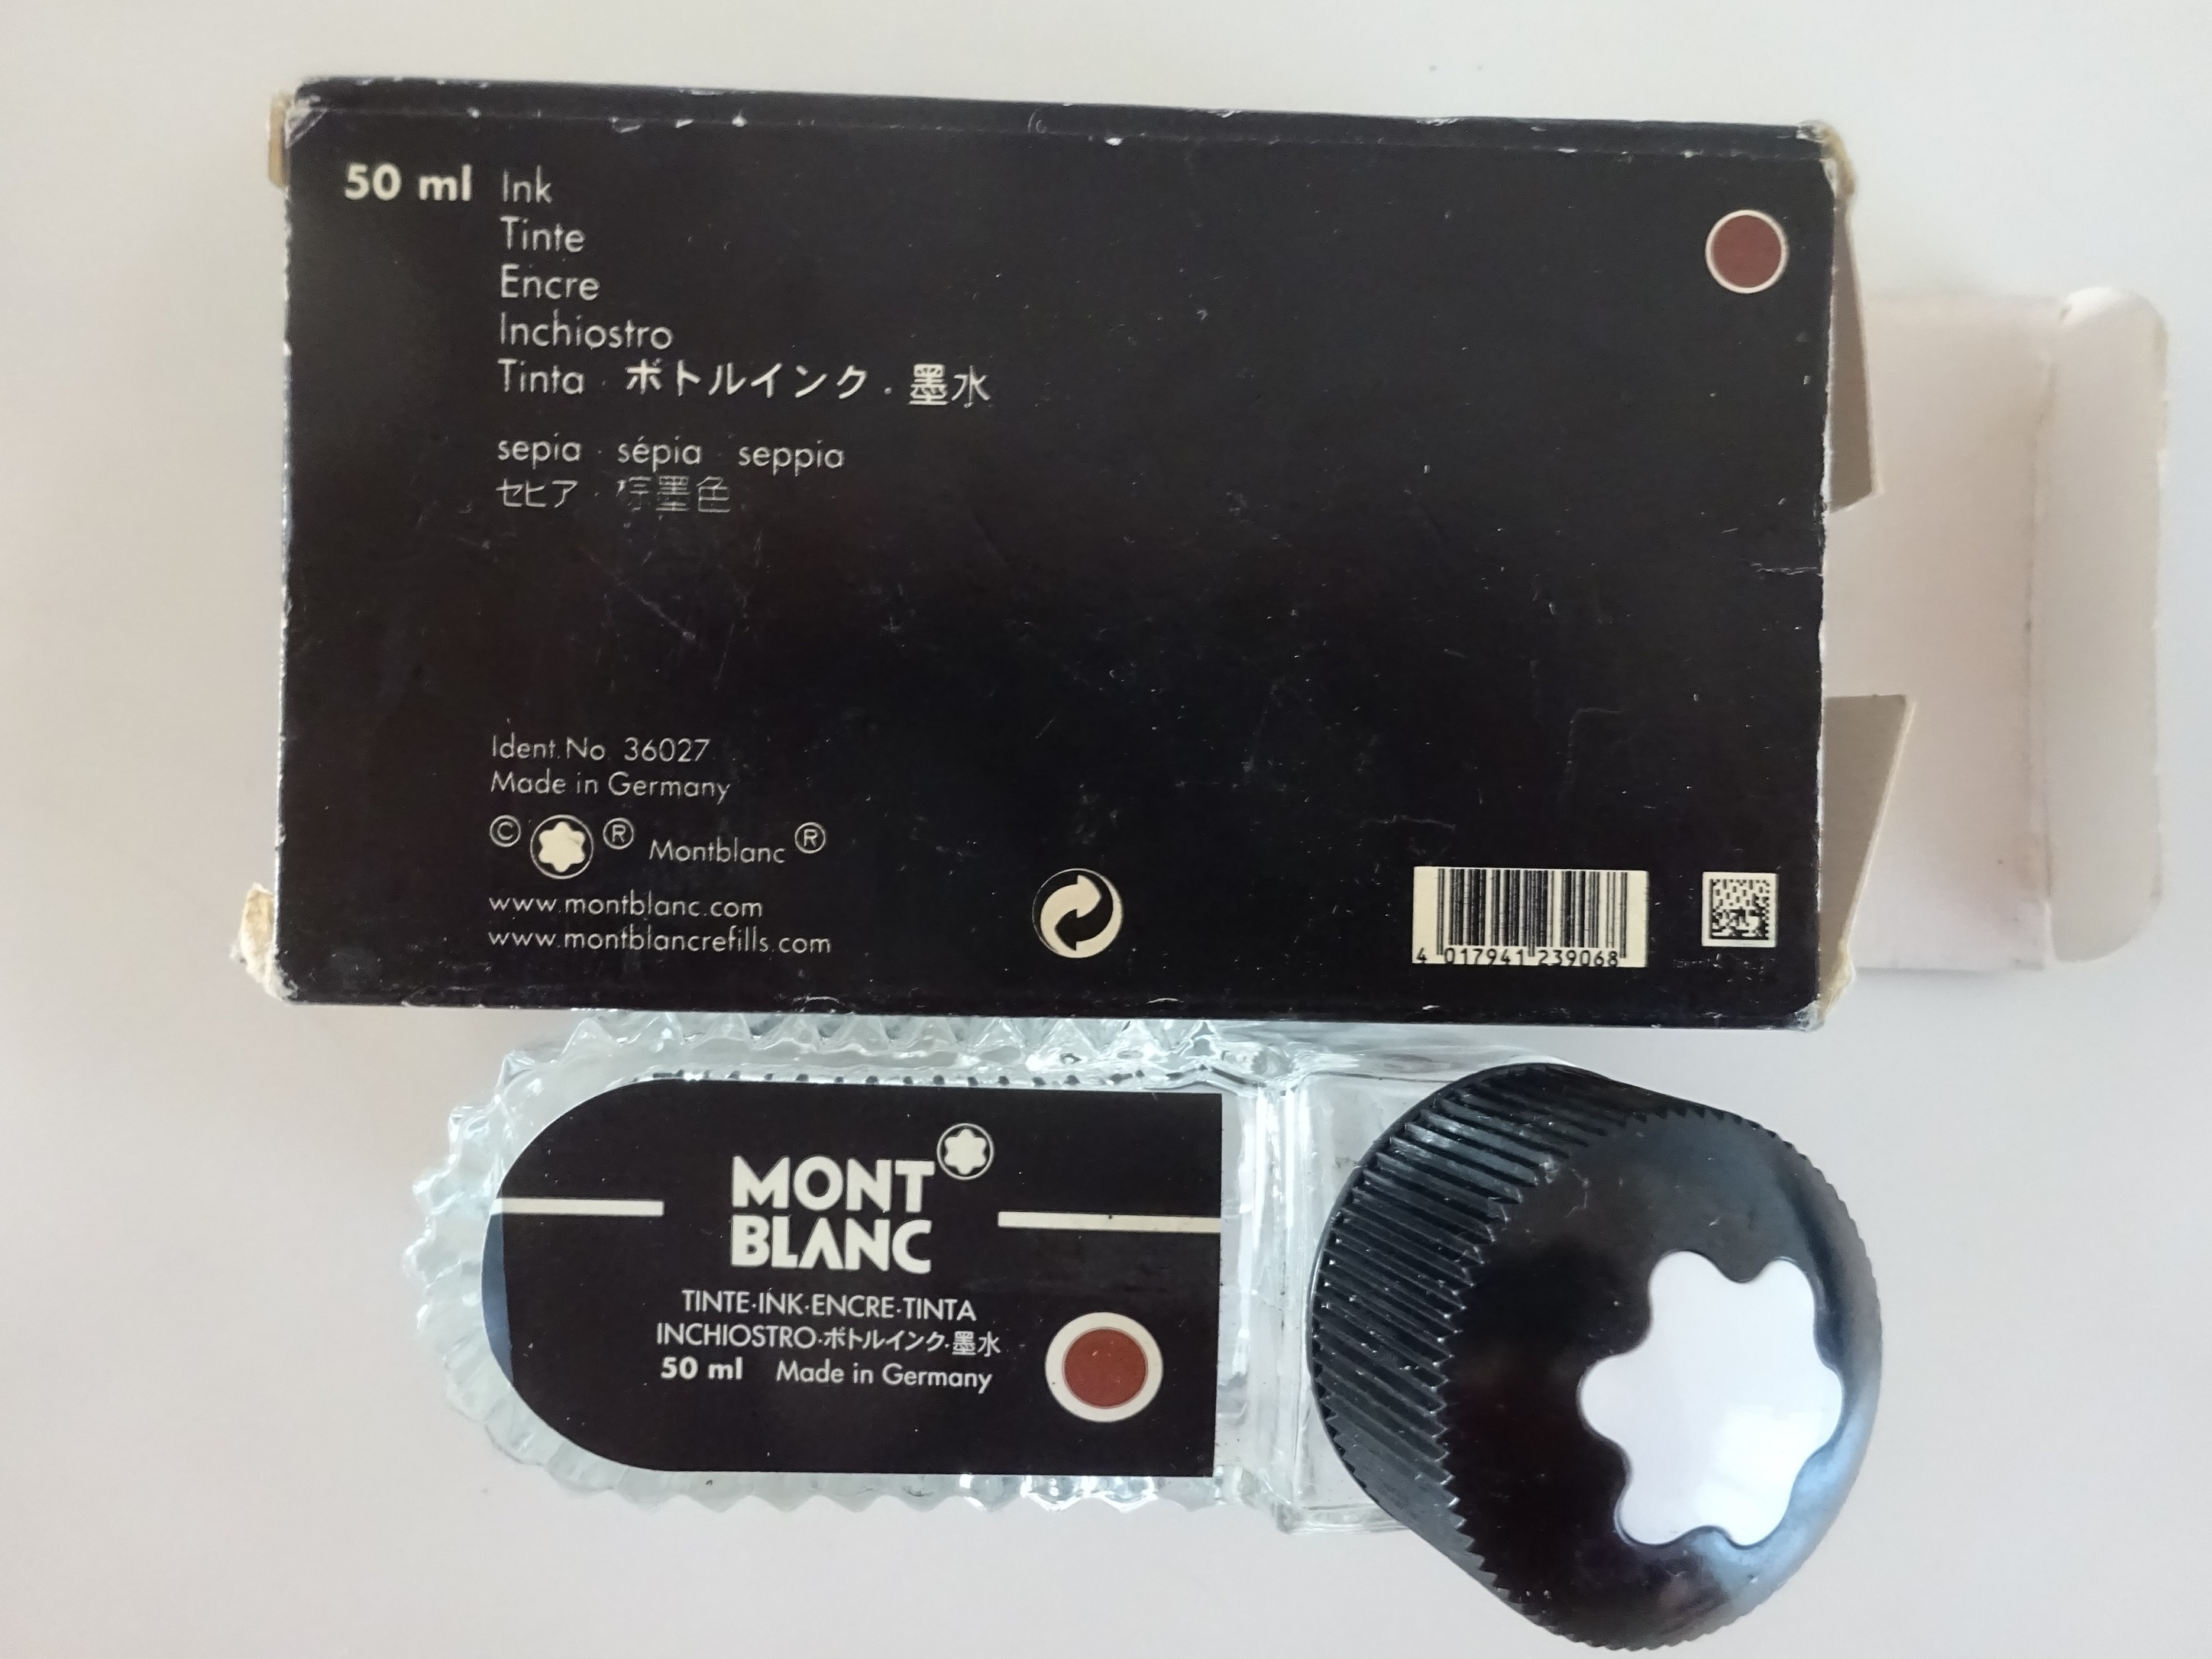 50 ml Ink
Tinte
Encre
Inchiostro
Tinta · ボトルインク · 墨水
sepia · sépia · seppia
セピア · 棕墨色
Ident. No. 36027
Made in Germany
© ® Montblanc ®
www.montblanc.com
www.montblancrefills.com
4 017941 239068
MONT
BLANC
TINTE·INK·ENCRE·TINTA
INCHIOSTRO·ボトルインク·墨水
50 ml Made in Germany